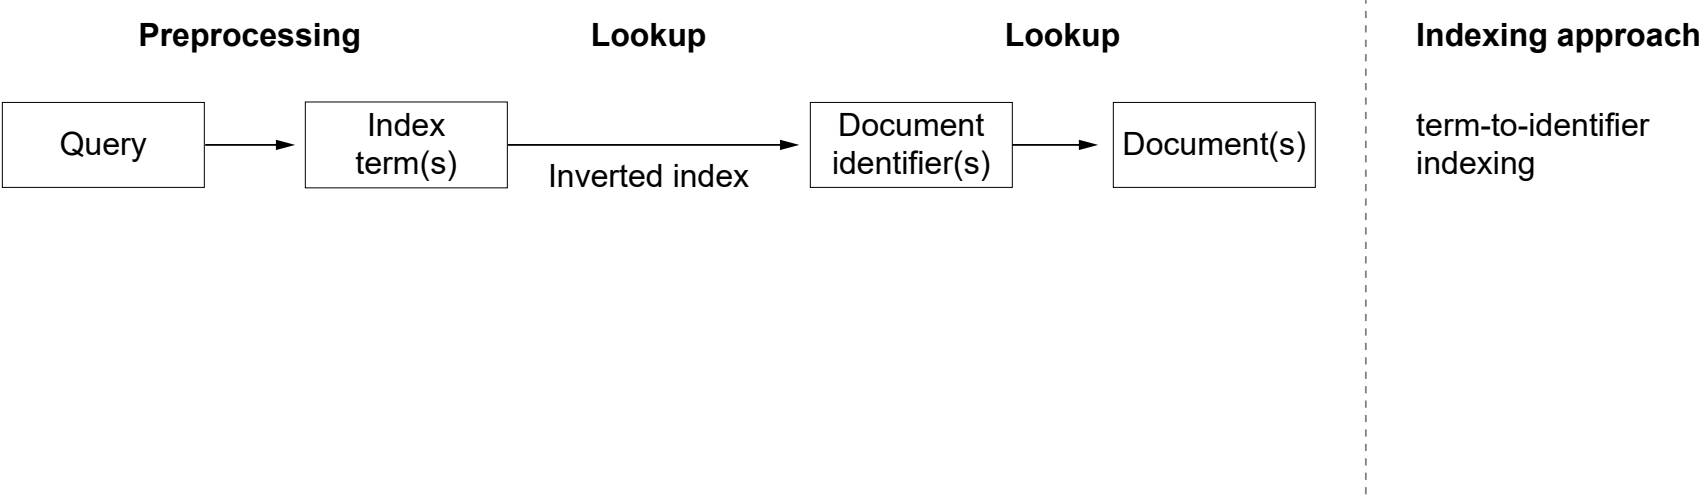 Preprocessing
Lookup
Lookup
Indexing approach
Query
Index
term(s)
Inverted index
Document
identifier(s)
Document(s)
term-to-identifier
indexing